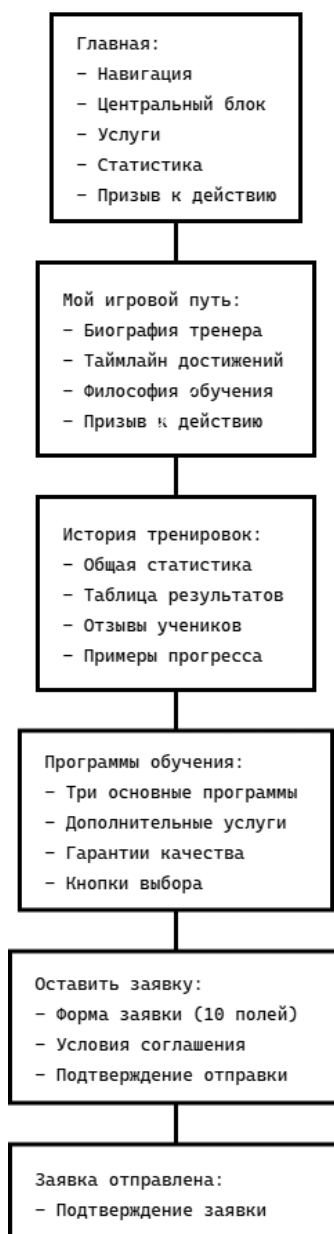 Главная:
– Навигация
– Центральный блок
– Услуги
– Статистика
– Призыв к действию
Мой игровой путь:
– Биография тренера
– Таймлайн достижений
– Философия обучения
– Призыв к действию
История тренировок:
– Общая статистика
– Таблица результатов
– Отзывы учеников
– Примеры прогресса
Программы обучения:
– Три основные программы
– Дополнительные услуги
– Гарантии качества
– Кнопки выбора
Оставить заявку:
– Форма заявки (10 полей)
– Условия соглашения
– Подтверждение отправки
Заявка отправлена:
– Подтверждение заявки